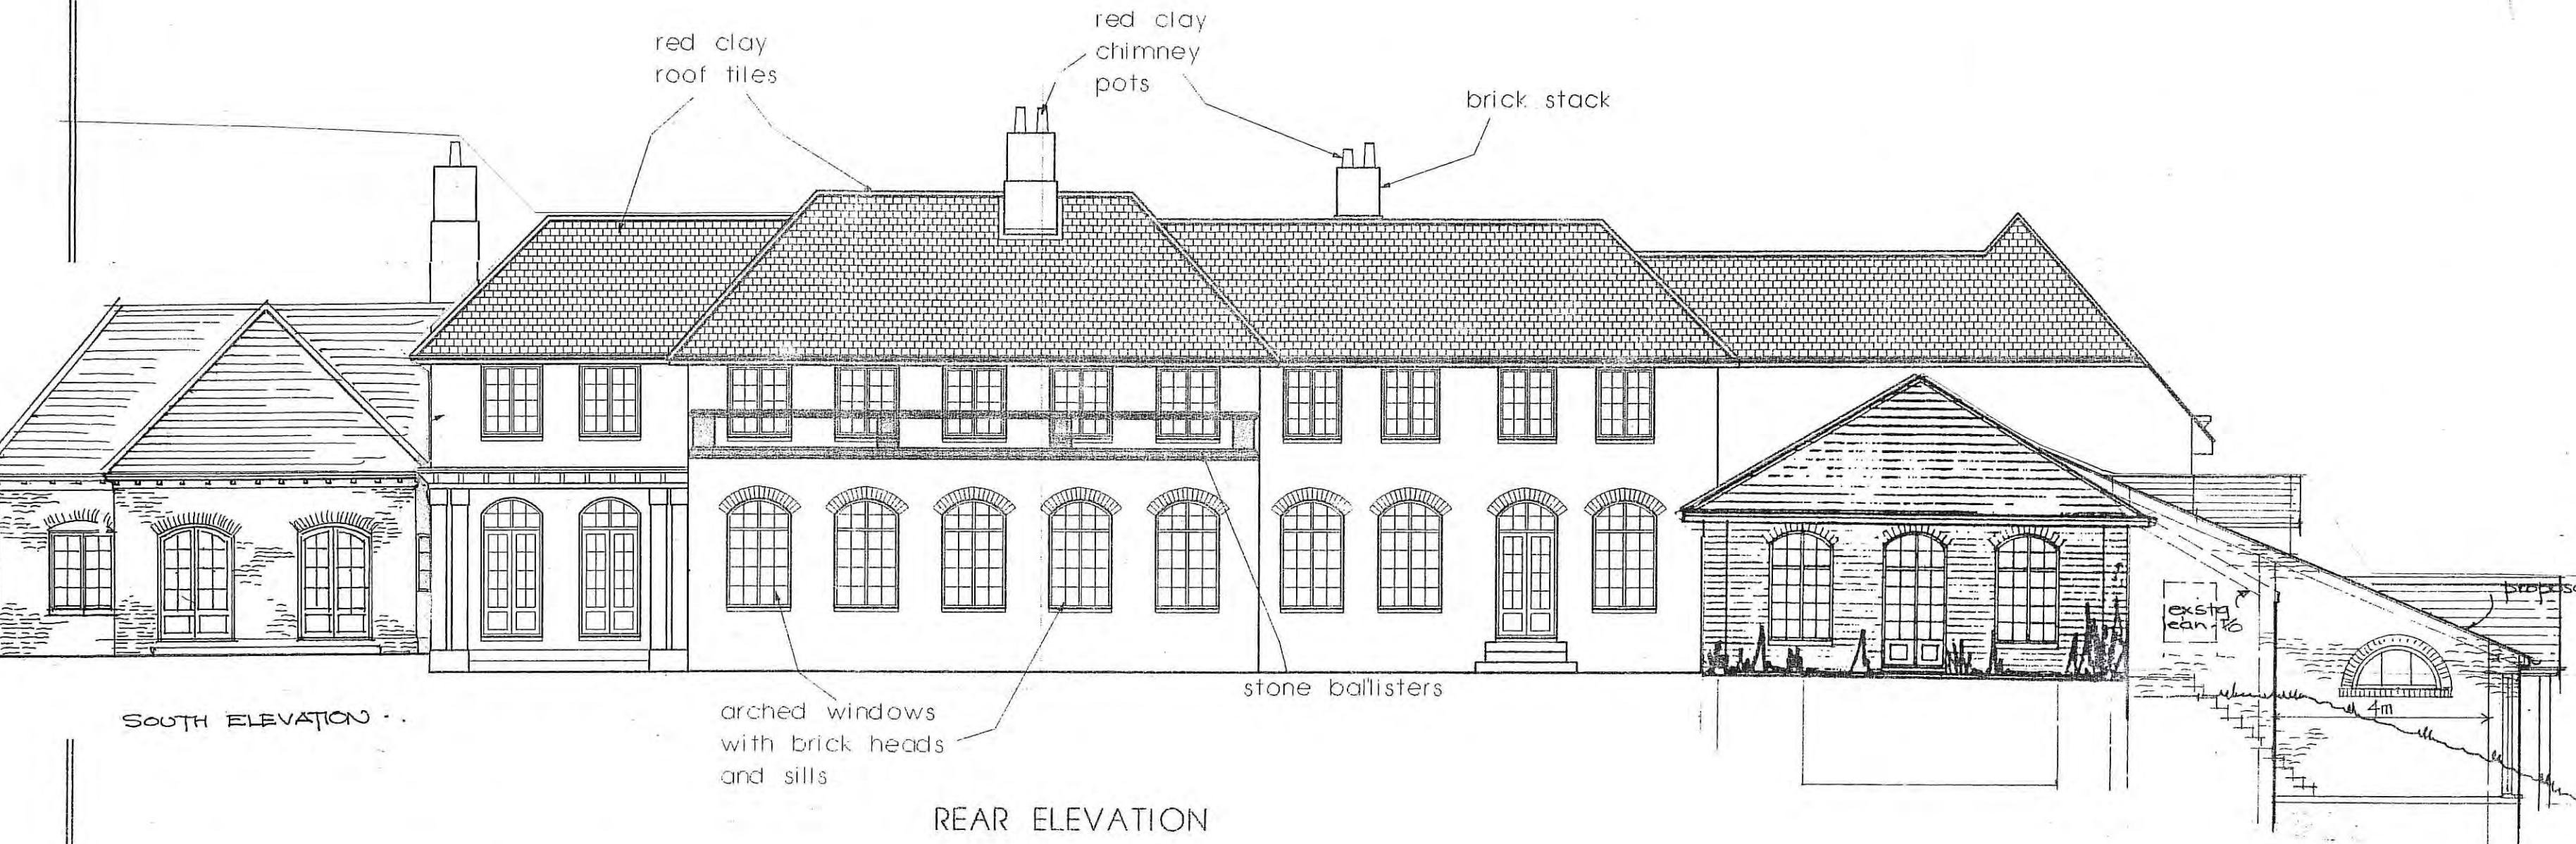 red clay
roof tiles
red clay
chimney
pots
brick stack
exstg
lean-to
4m
stone ballisters
SOUTH ELEVATION ..
arched windows
with brick heads
and sills
REAR ELEVATION